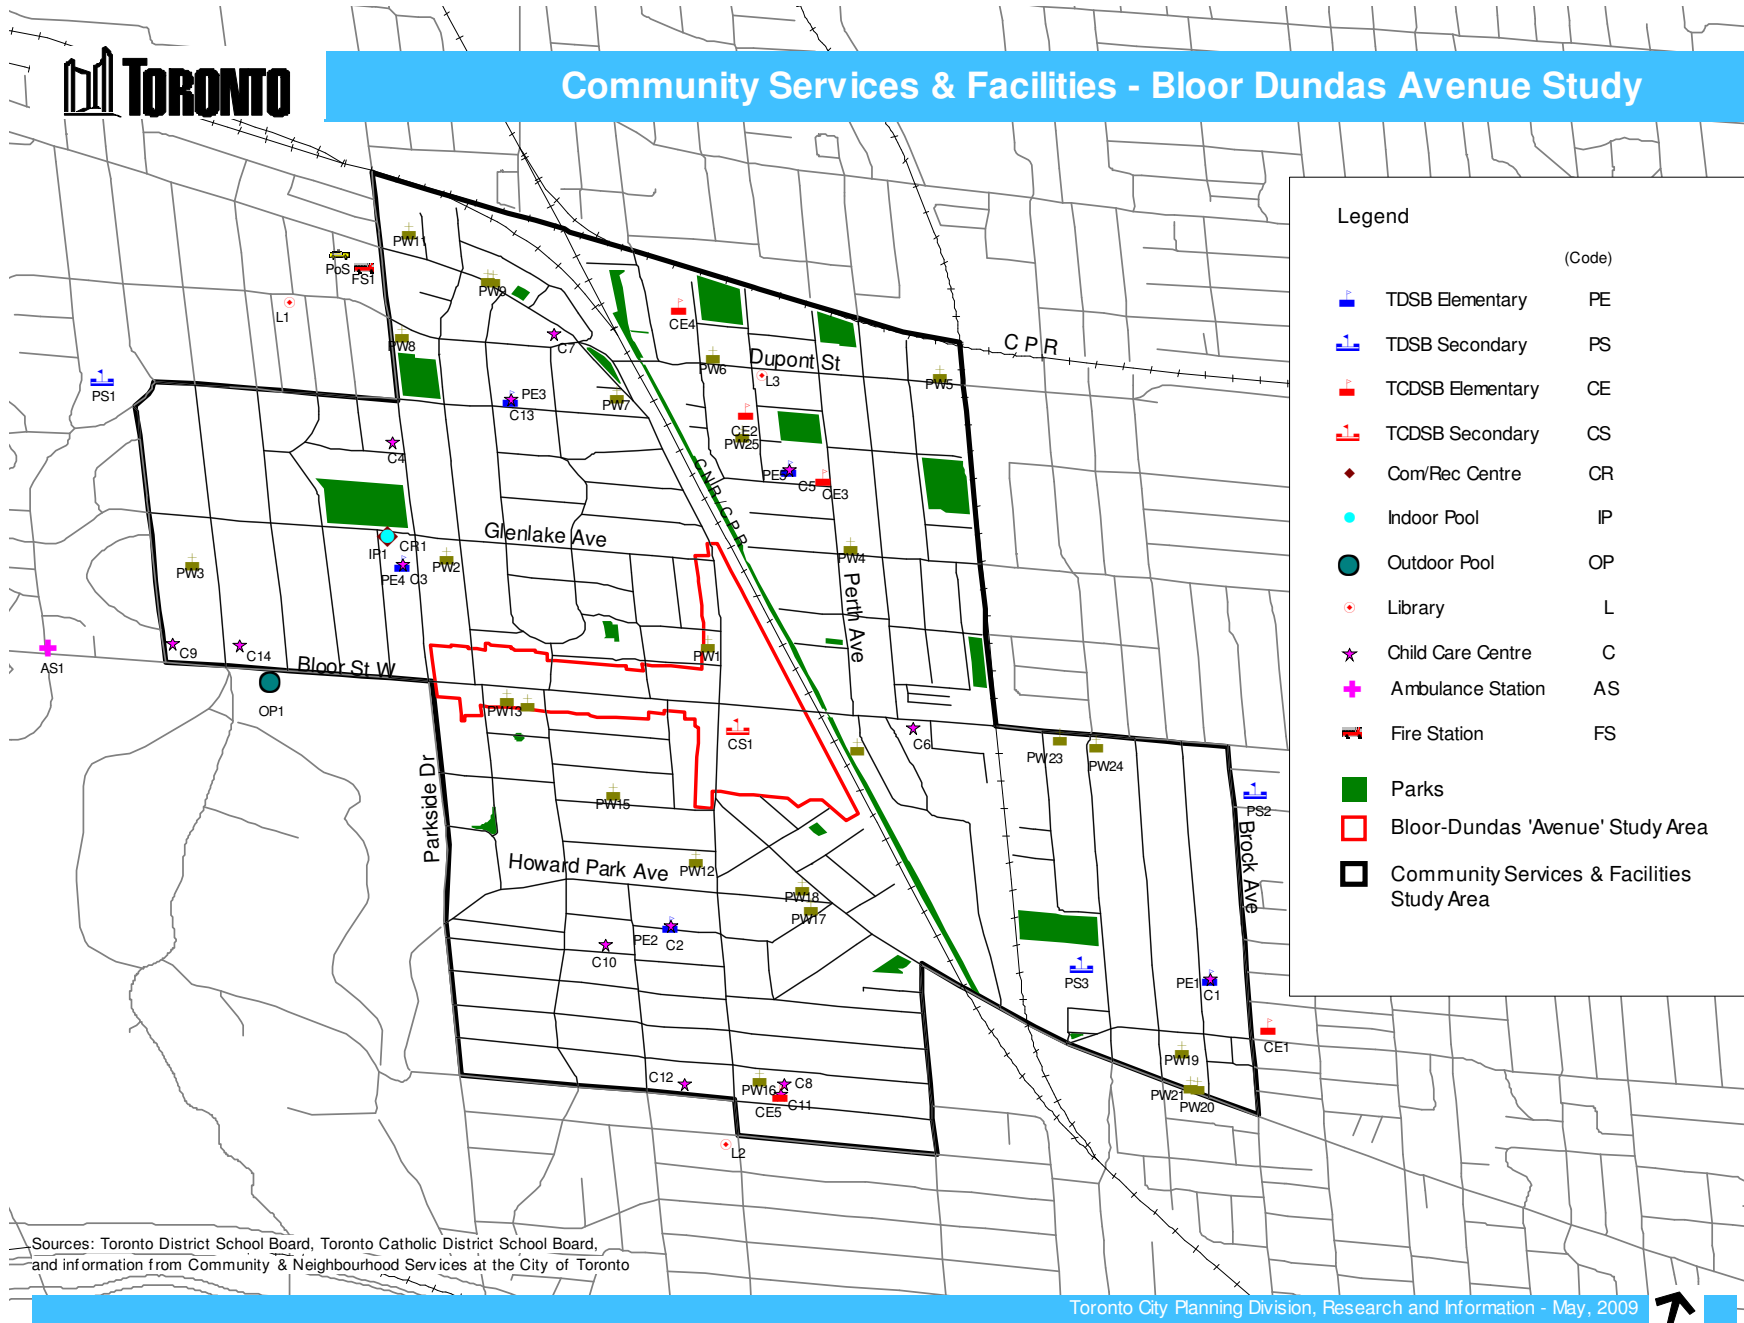 TORONTO
Community Services & Facilities - Bloor Dundas Avenue Study
Legend
(Code)
TDSB Elementary PE
TDSB Secondary PS
TCDSB Elementary CE
TCDSB Secondary CS
Com/Rec Centre CR
Indoor Pool IP
Outdoor Pool OP
Library L
Child Care Centre C
Ambulance Station AS
Fire Station FS
Parks
Bloor-Dundas 'Avenue' Study Area
Community Services & Facilities
Study Area
PW11
PoS
FS1
PW9
L1
CE4
PW8
C7
CPR
Dupont St
PW6
L3
PW5
PS1
PE3
C13
PW7
CE2
PW25
C4
CNR/CPR
PE5
C5
CE3
Glenlake Ave
IP1
CR1
PW2
PW4
PW3
PE4
C3
Perth Ave
C9
C14
PW1
AS1
Bloor St W
OP1
PW13
CS1
C6
PW23
PW24
Parkside Dr
PW15
PS2
Brock Ave
Howard Park Ave
PW12
PW18
PW17
PE2
C2
C10
PS3
PE1
C1
CE1
PW19
C12
PW16
C8
C11
CE5
PW21
PW20
L2
Sources: Toronto District School Board, Toronto Catholic District School Board,
and information from Community & Neighbourhood Services at the City of Toronto
Toronto City Planning Division, Research and Information - May, 2009